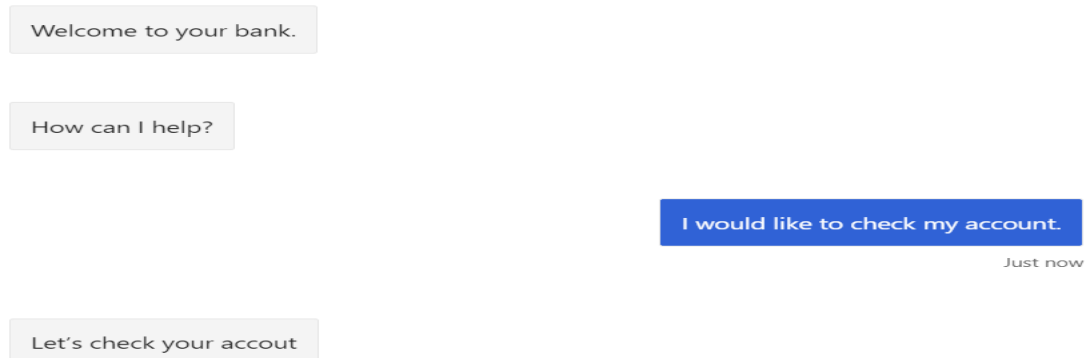 Welcome to your bank.
How can I help?
I would like to check my account.
Just now
Let’s check your accout